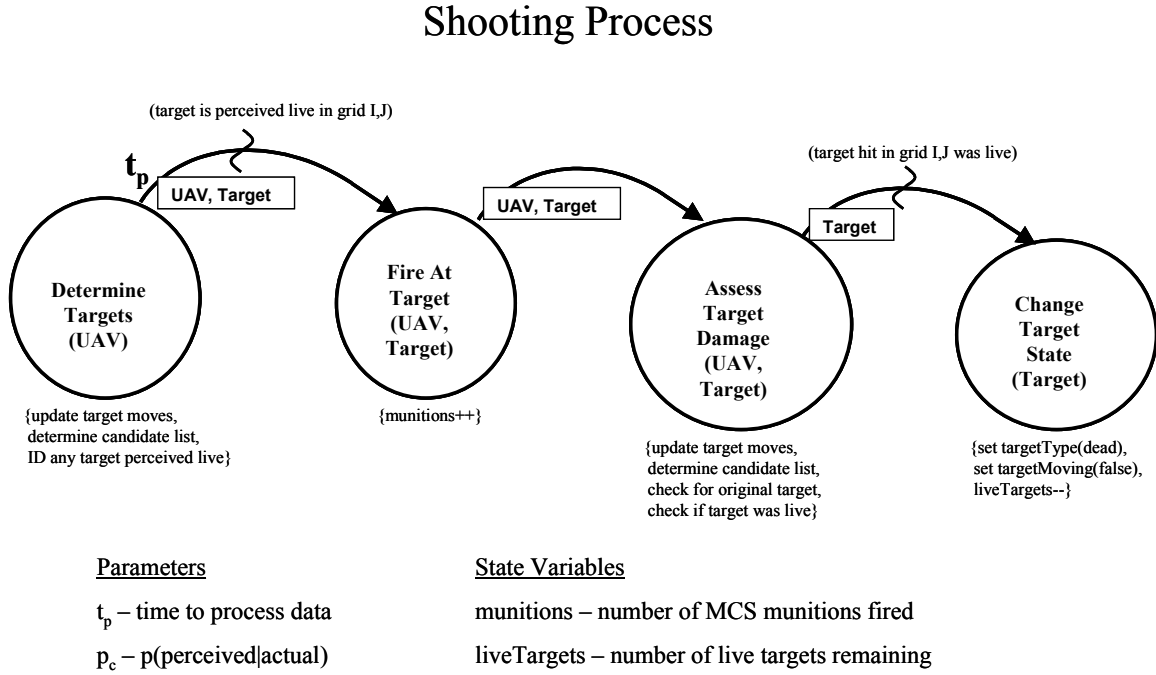 Shooting Process
(target is perceived live in grid I,J)
(target hit in grid I,J was live)
tp
UAV, Target
UAV, Target
Target
Determine
Targets
(UAV)
Fire At
Target
(UAV,
Target)
Assess
Target
Damage
(UAV,
Target)
Change
Target
State
(Target)
{update target moves,
determine candidate list,
ID any target perceived live}
{munitions++}
{update target moves,
determine candidate list,
check for original target,
check if target was live}
{set targetType(dead),
set targetMoving(false),
liveTargets--}
Parameters
tp – time to process data
pc – p(perceived|actual)
State Variables
munitions – number of MCS munitions fired
liveTargets – number of live targets remaining